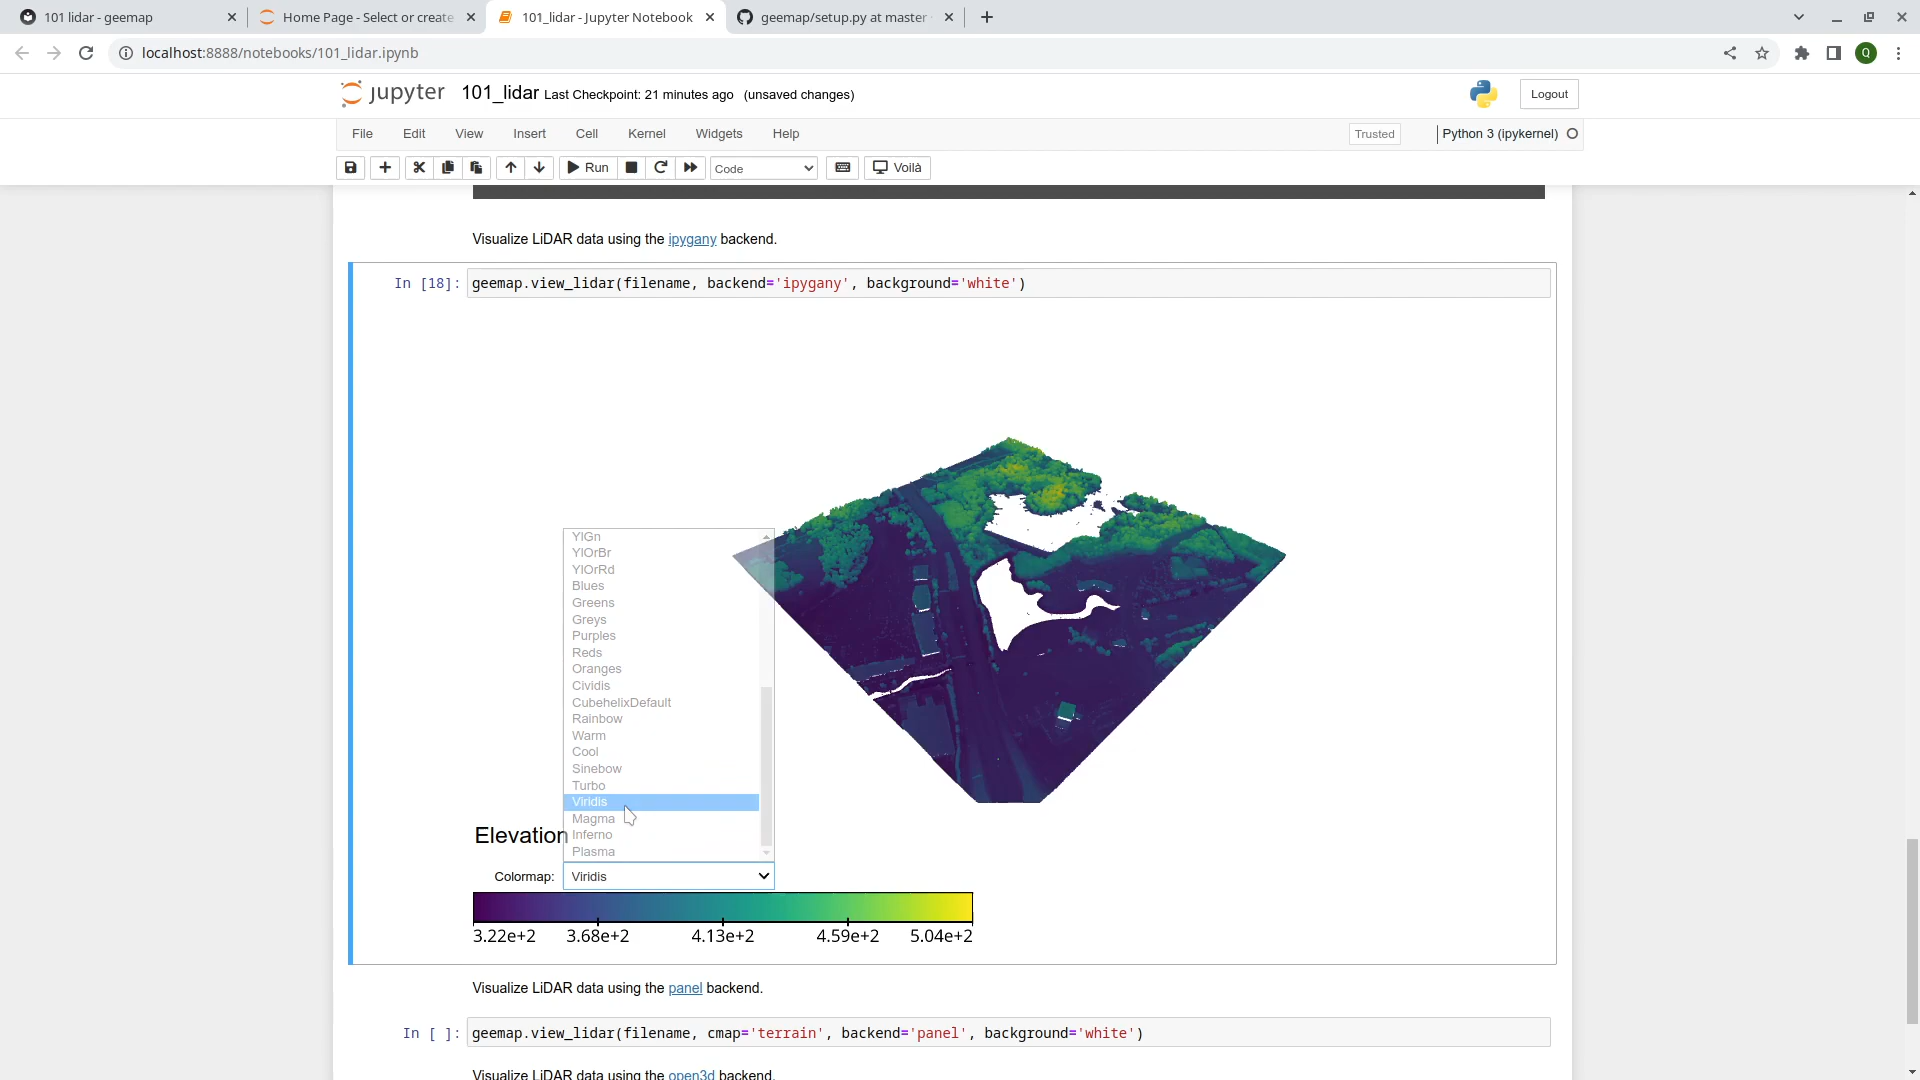 101 lidar - geemap
Home Page - Select or create
101_lidar - Jupyter Notebook
geemap/setup.py at master
localhost:8888/notebooks/101_lidar.ipynb
Q
jupyter 101_lidar Last Checkpoint: 21 minutes ago (unsaved changes)
Logout
File Edit View Insert Cell Kernel Widgets Help
Trusted
Python 3 (ipykernel)
Run
Code
Voilà
Visualize LiDAR data using the ipygany backend.
In [18]: geemap.view_lidar(filename, backend='ipygany', background='white')
YlGn
YlOrBr
YlOrRd
Blues
Greens
Greys
Purples
Reds
Oranges
Cividis
CubehelixDefault
Rainbow
Warm
Cool
Sinebow
Turbo
Viridis
Magma
Inferno
Plasma
Elevation
Colormap: Viridis
3.22e+2 3.68e+2 4.13e+2 4.59e+2 5.04e+2
Visualize LiDAR data using the panel backend.
In [ ]: geemap.view_lidar(filename, cmap='terrain', backend='panel', background='white')
Visualize LiDAR data using the open3d backend.